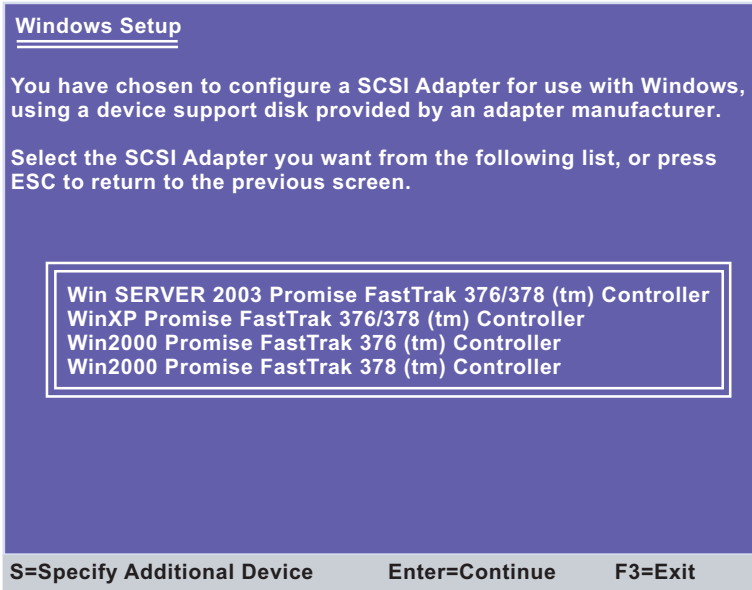 Windows Setup
You have chosen to configure a SCSI Adapter for use with Windows,
using a device support disk provided by an adapter manufacturer.
Select the SCSI Adapter you want from the following list, or press
ESC to return to the previous screen.
Win SERVER 2003 Promise FastTrak 376/378 (tm) Controller
WinXP Promise FastTrak 376/378 (tm) Controller
Win2000 Promise FastTrak 376 (tm) Controller
Win2000 Promise FastTrak 378 (tm) Controller
S=Specify Additional Device Enter=Continue F3=Exit